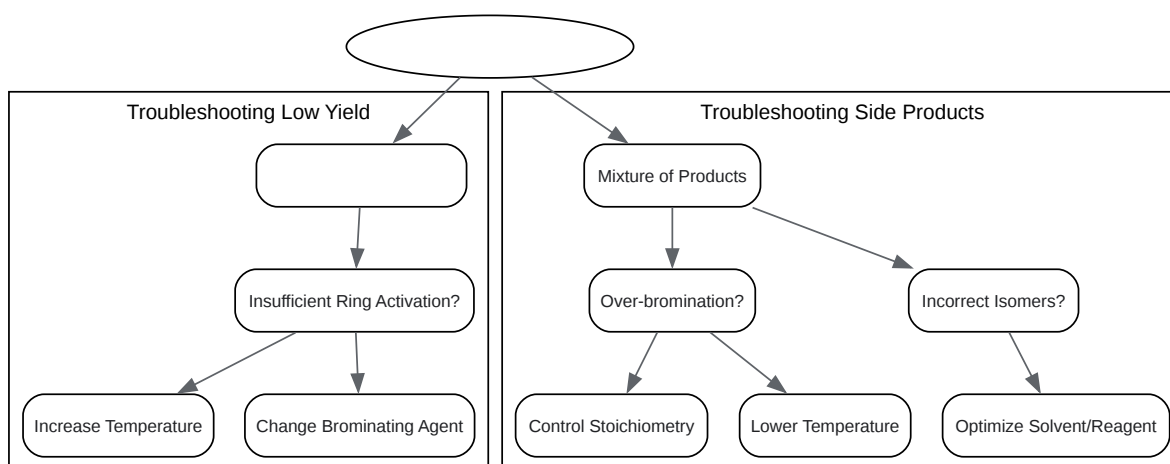 Troubleshooting Low Yield
Troubleshooting Side Products
Mixture of Products
Insufficient Ring Activation?
Over-bromination?
Incorrect Isomers?
Increase Temperature
Change Brominating Agent
Control Stoichiometry
Lower Temperature
Optimize Solvent/Reagent